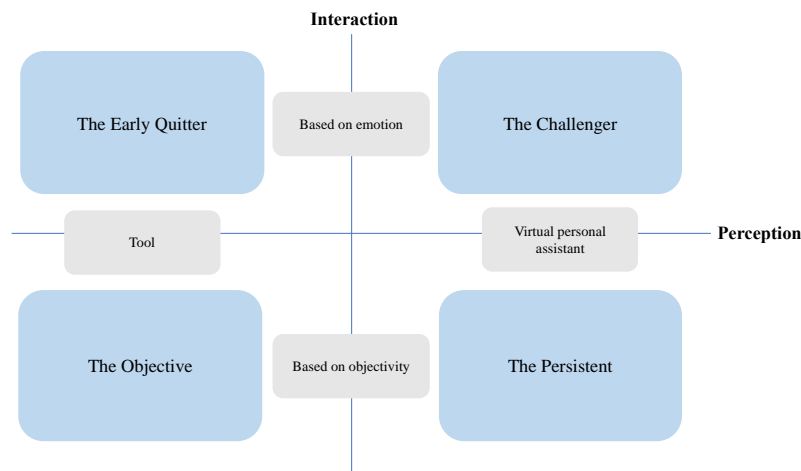 Interaction
The Early Quitter
Based on emotion
The Challenger
Tool
Virtual personal
assistant
Perception
The Objective
Based on objectivity
The Persistent